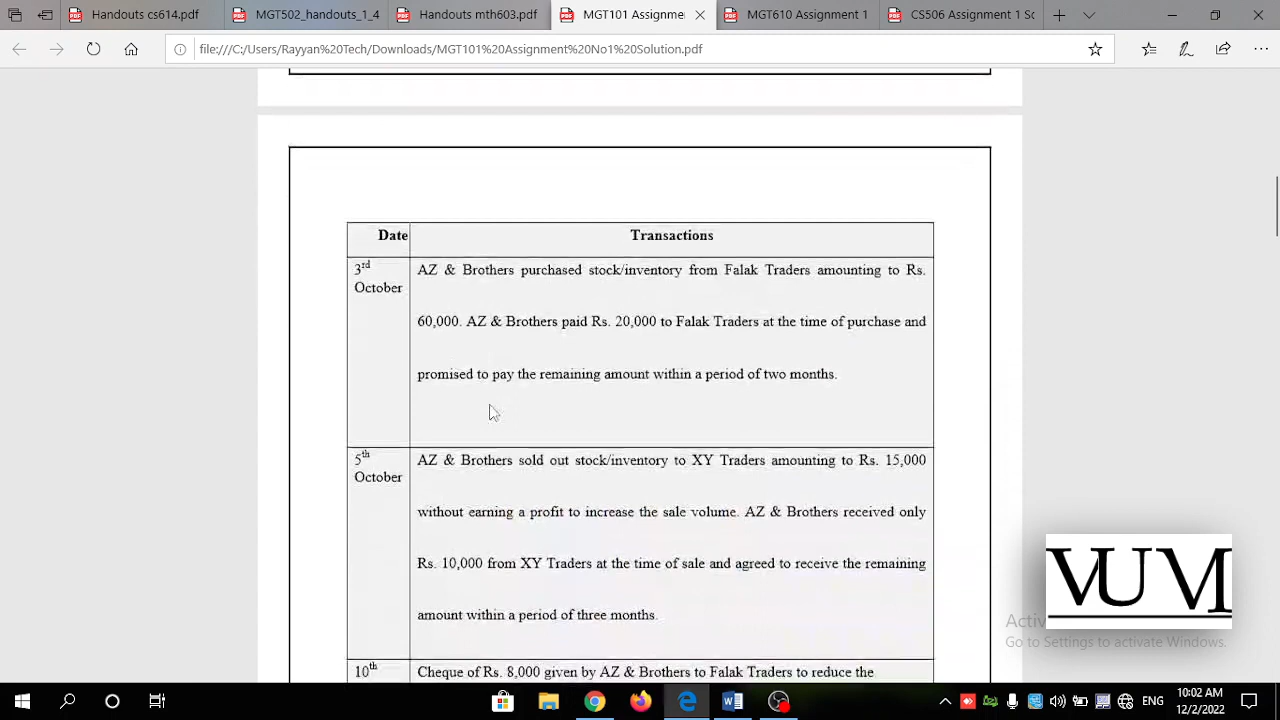 Handouts cs614.pdf
MGT502_Handouts_1_4
Handouts mth603.pdf
MGT101 Assignmen
MGT610 Assignment 1
CS506 Assignment 1 So
file:///C:/Users/Rayyan%20Tech/Downloads/MGT101%20Assignment%20No1%20Solution.pdf
Date Transactions
3rd October
AZ & Brothers purchased stock/inventory from Falak Traders amounting to Rs.
60,000. AZ & Brothers paid Rs. 20,000 to Falak Traders at the time of purchase and
promised to pay the remaining amount within a period of two months.
5th October
AZ & Brothers sold out stock/inventory to XY Traders amounting to Rs. 15,000
without earning a profit to increase the sale volume. AZ & Brothers received only
Rs. 10,000 from XY Traders at the time of sale and agreed to receive the remaining
amount within a period of three months.
10th Cheque of Rs. 8,000 given by AZ & Brothers to Falak Traders to reduce the
VUM
Activ
Go to Settings to activate Windows.
ENG
10:02 AM
12/2/2022